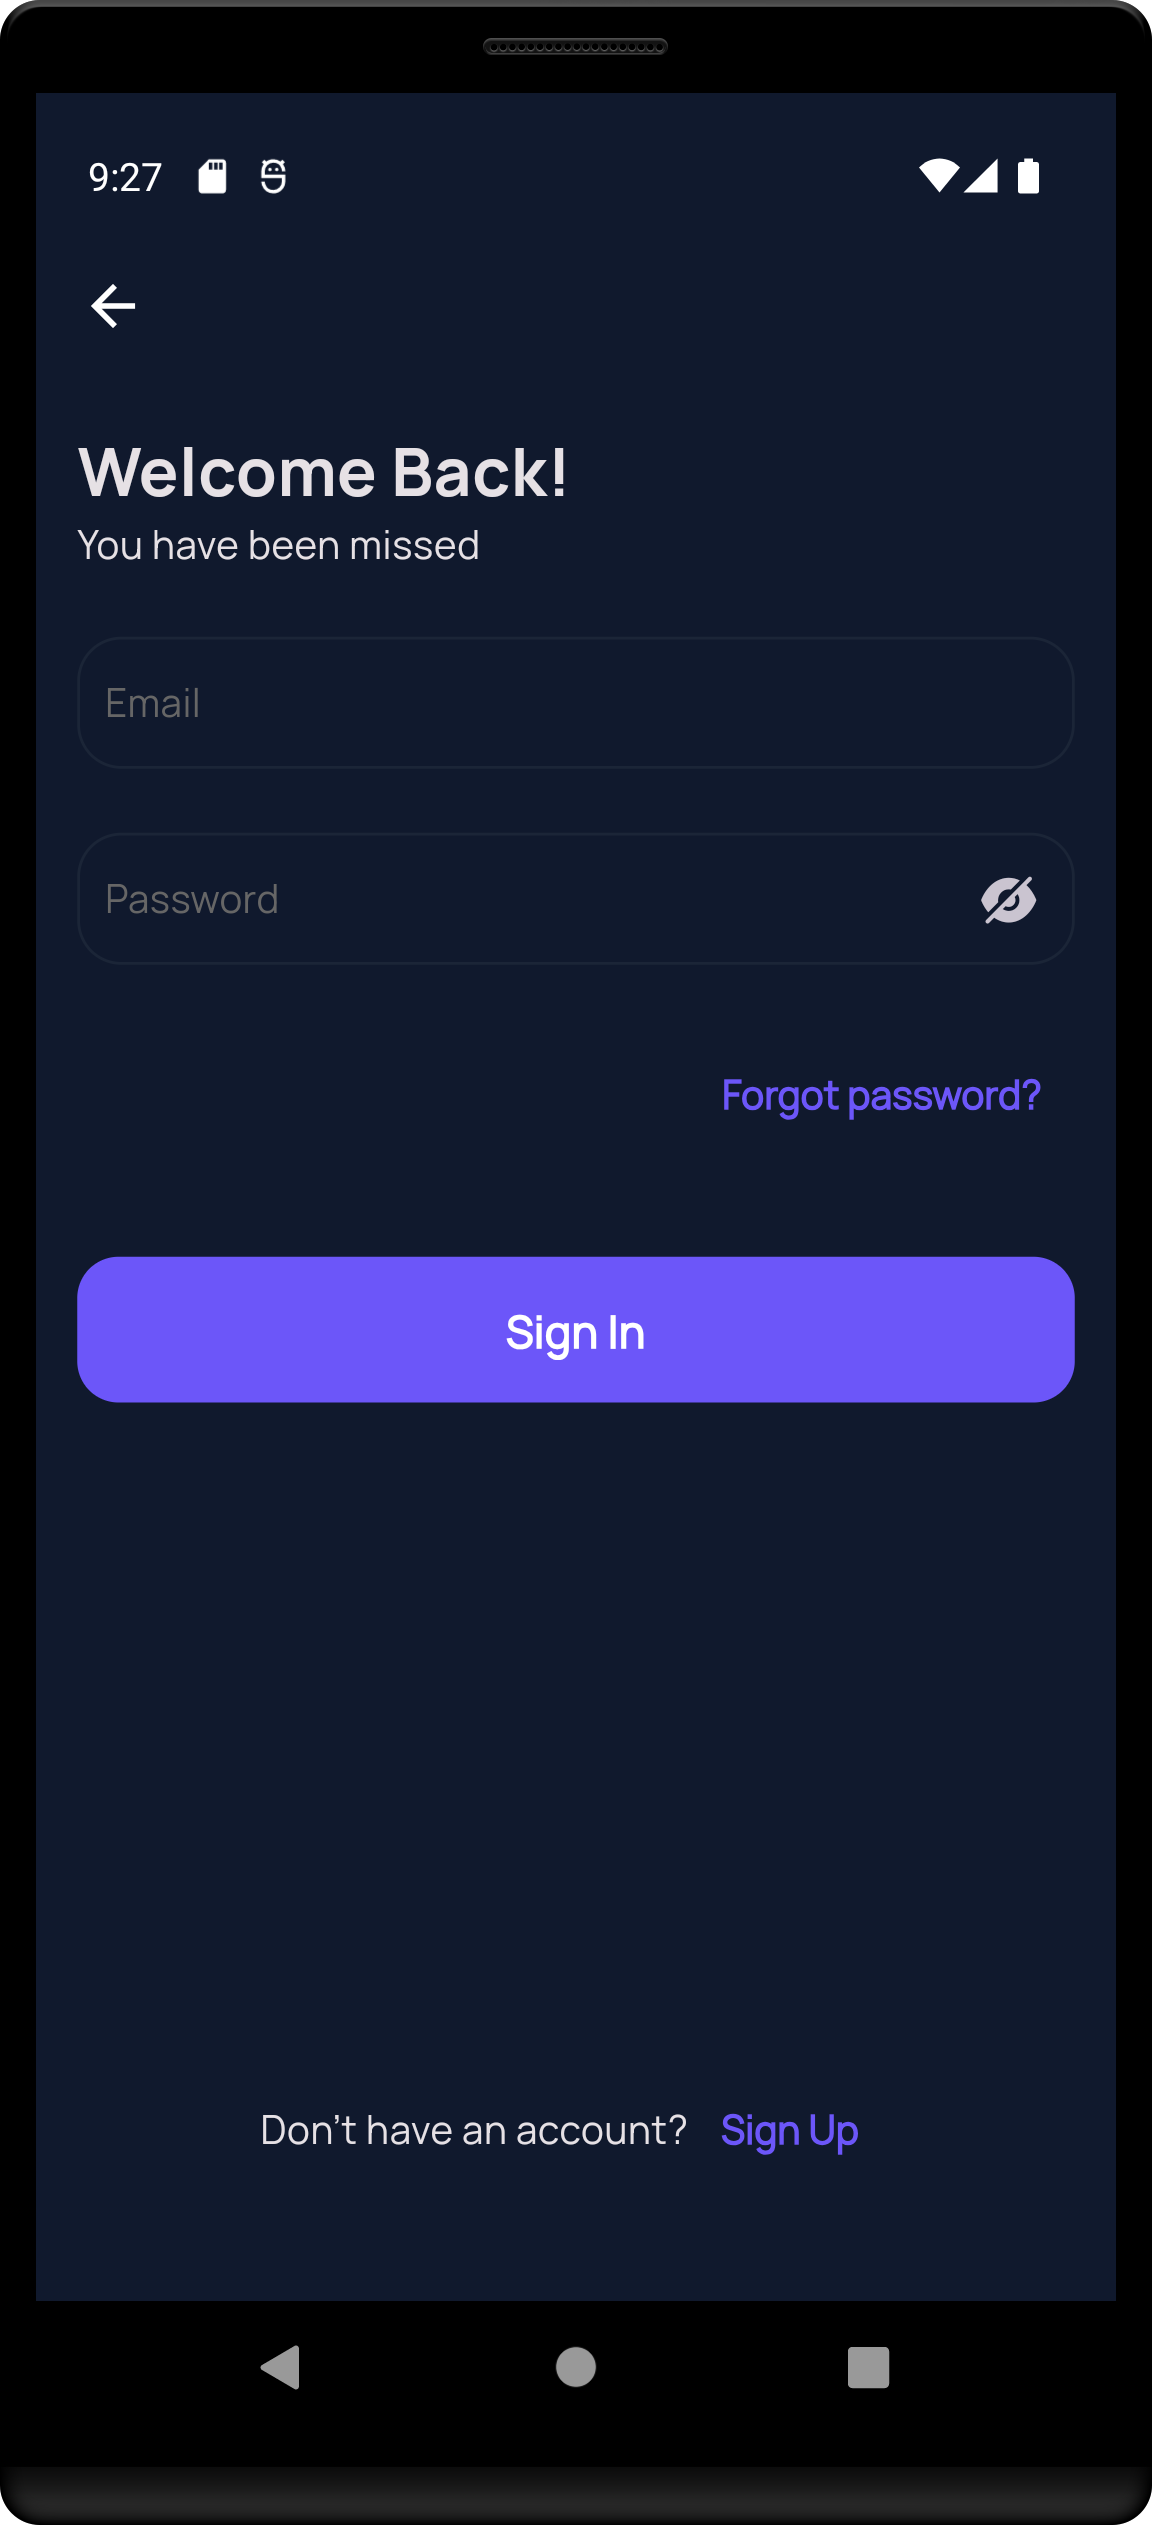 9:27
Welcome Back!
You have been missed
Email
Password
Forgot password?
Sign In
Don't have an account? Sign Up